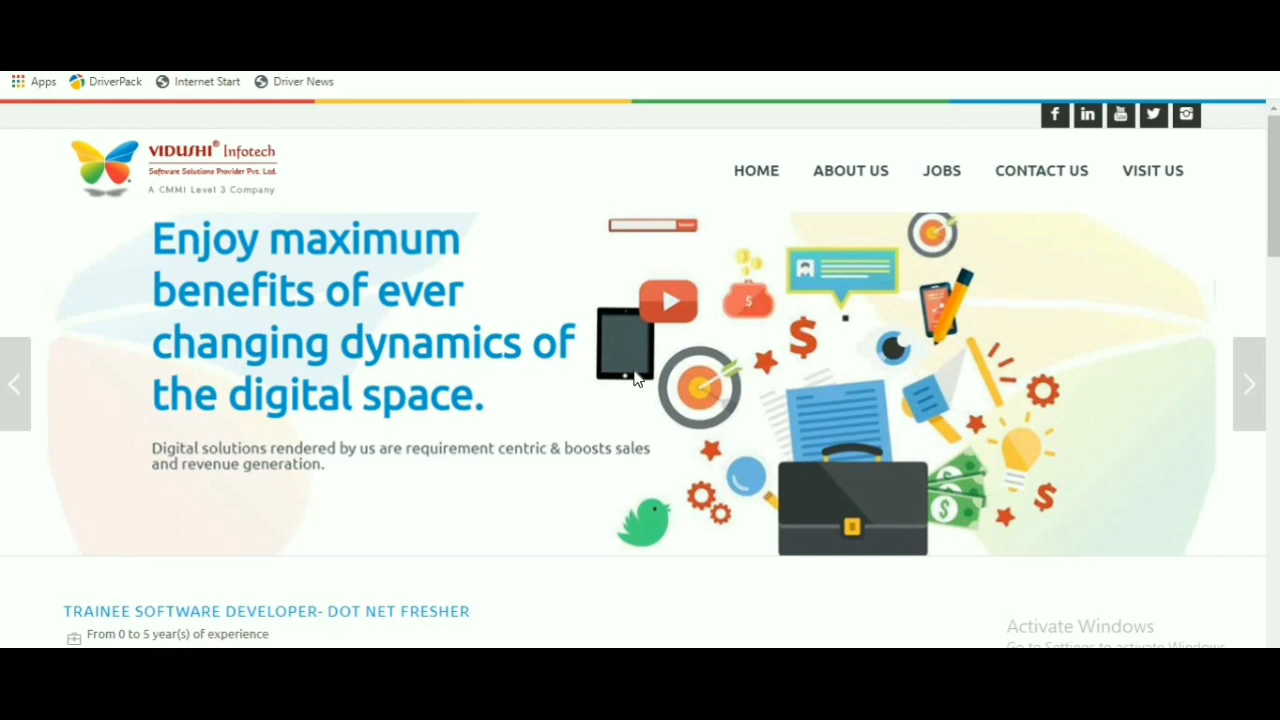 Apps DriverPack Internet Start Driver News
f in You Tube
VIDUSHI® Infotech
Software Solutions Provider Pvt. Ltd.
A CMMI Level 3 Company
HOME ABOUT US JOBS CONTACT US VISIT US
Enjoy maximum
benefits of ever
changing dynamics of
the digital space.
Digital solutions rendered by us are requirement centric & boosts sales
and revenue generation.
$
$
$
$
TRAINEE SOFTWARE DEVELOPER- DOT NET FRESHER
From 0 to 5 year(s) of experience
Activate Windows
Go to Settings to activate Windows.